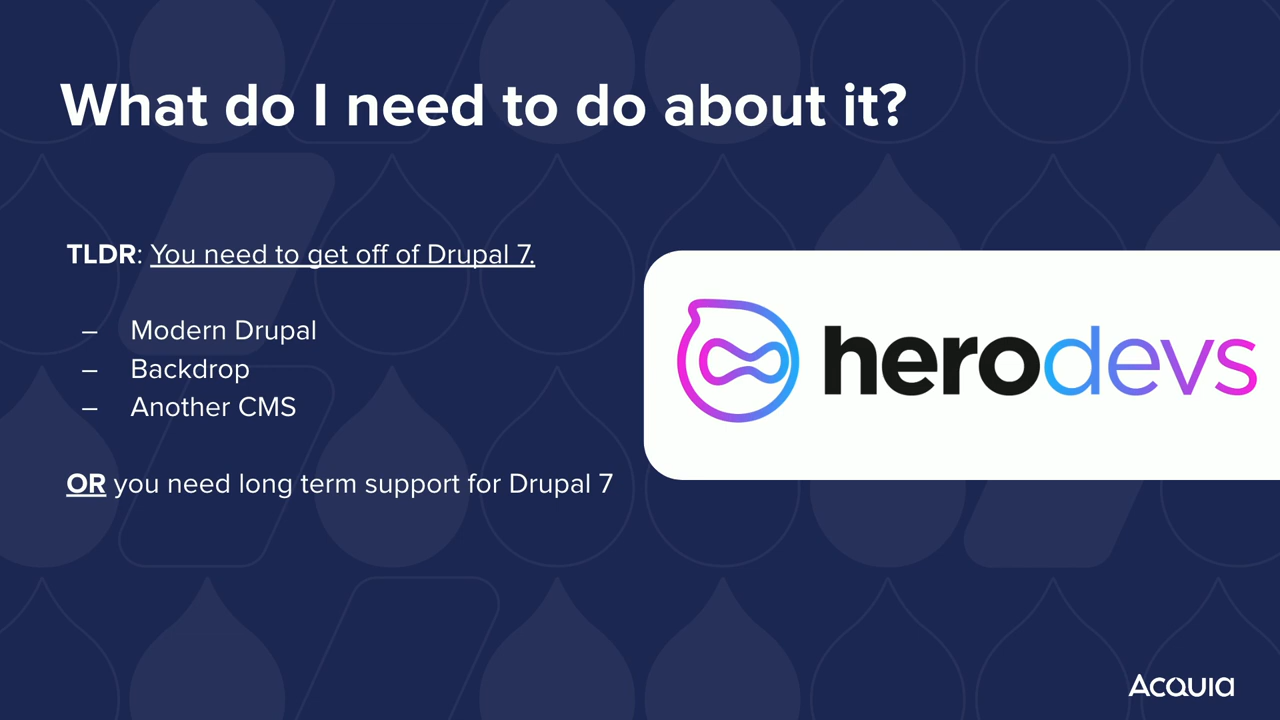 What do I need to do about it?
TLDR: You need to get off of Drupal 7.
– Modern Drupal
– Backdrop
– Another CMS
OR you need long term support for Drupal 7
herodevs
ACQUIA